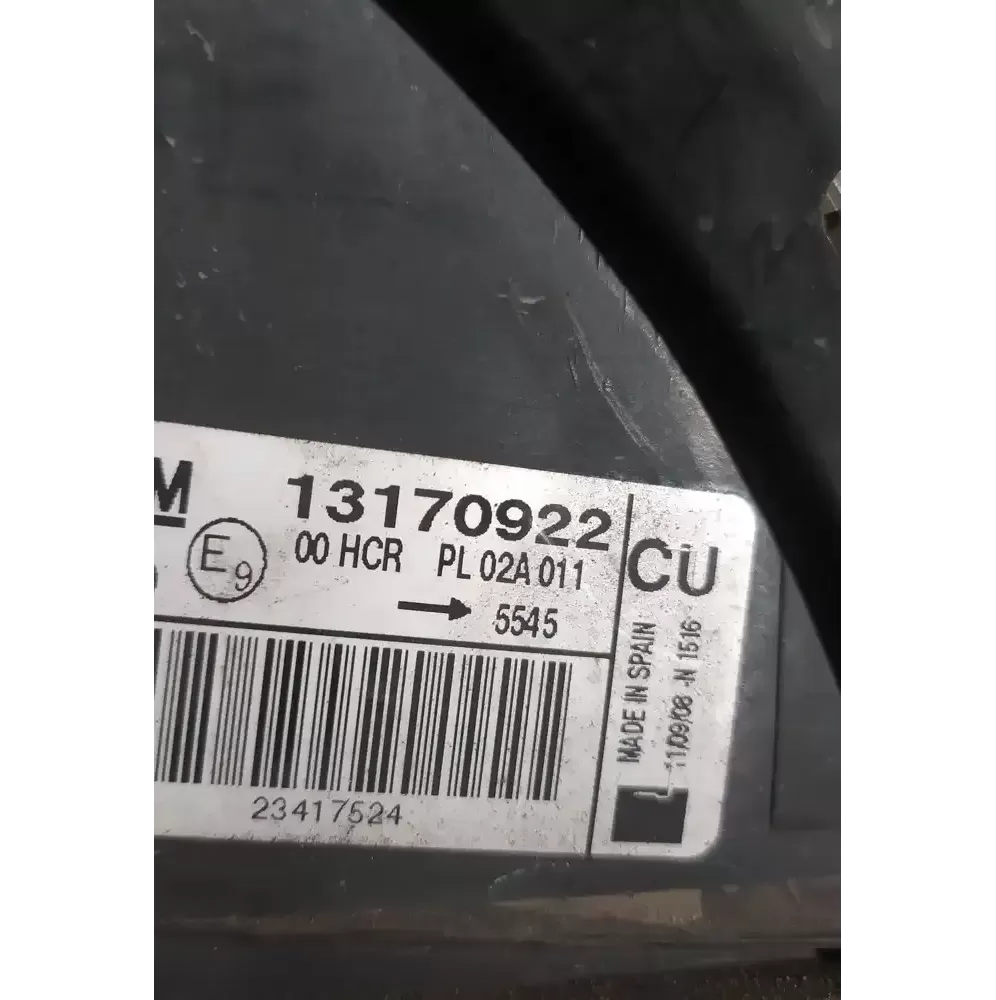 M 13170922
E9 00 HCR PL 02A 011
→ 5545
CU
MADE IN SPAIN
11/09/08 -N 1516
23417524